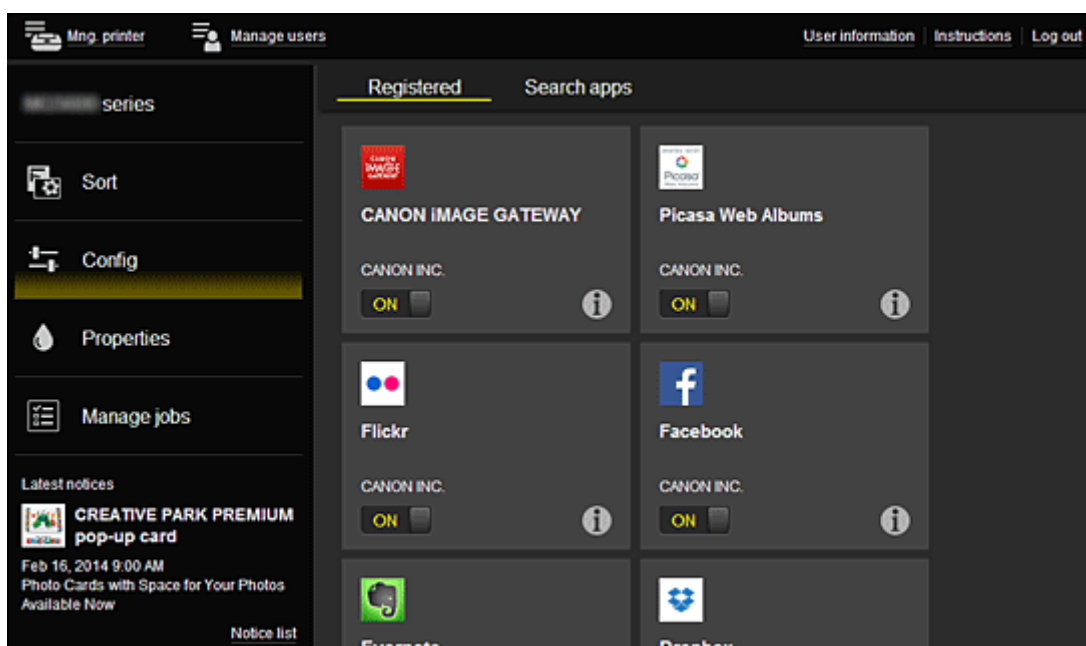 Mng. printer
Manage users
User information
Instructions
Log out
series
Sort
Config
Properties
Manage jobs
Latest notices
CREATIVE PARK PREMIUM
pop-up card
Feb 16, 2014 9:00 AM
Photo Cards with Space for Your Photos
Available Now
Notice list
Registered
Search apps
CANON iMAGE GATEWAY
CANON INC.
ON
Picasa
Picasa Web Albums
CANON INC.
ON
Flickr
CANON INC.
ON
Facebook
CANON INC.
ON
Evernote
Dropbox